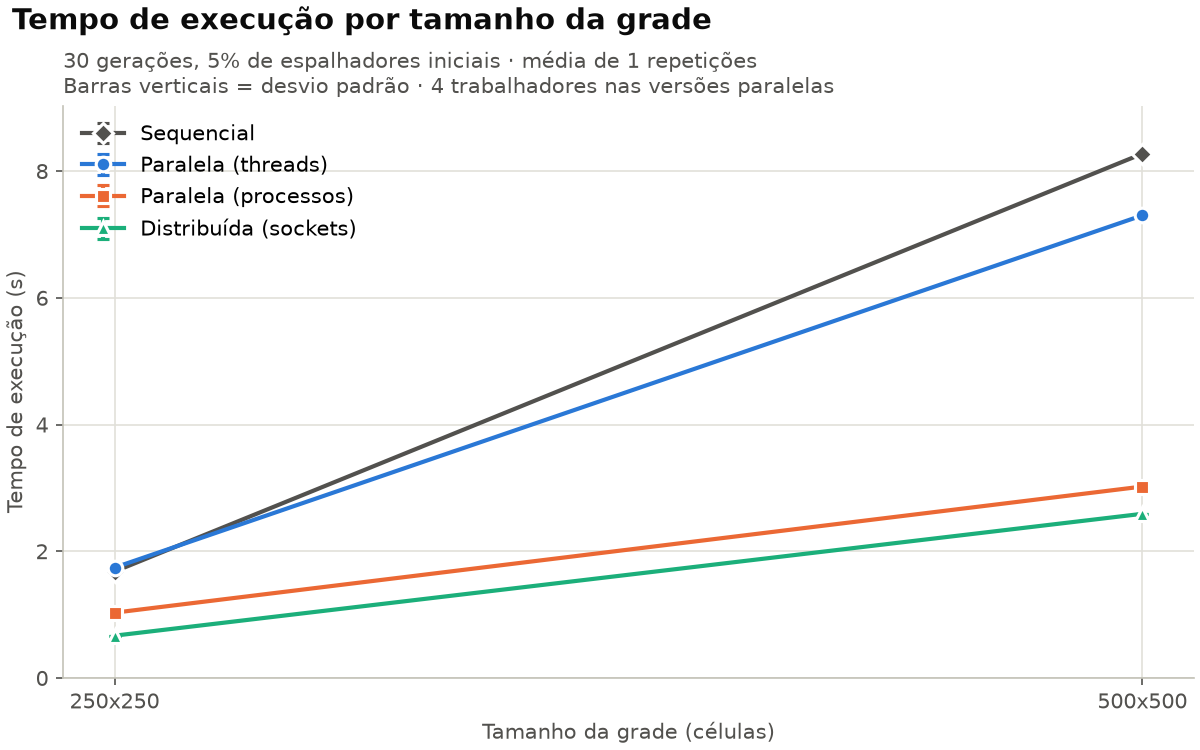 Tempo de execução por tamanho da grade
30 gerações, 5% de espalhadores iniciais · média de 1 repetições
Barras verticais = desvio padrão · 4 trabalhadores nas versões paralelas
Sequencial
Paralela (threads)
Paralela (processos)
Distribuída (sockets)
Tempo de execução (s)
8
6
4
2
0
250x250
500x500
Tamanho da grade (células)